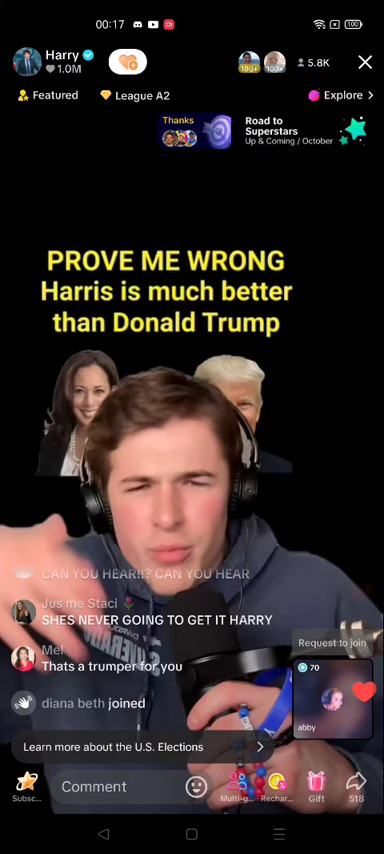 00:17
100
Harry
1.0M
100+
100+
5.8K
Featured
League A2
Explore
Thanks
Road to
Superstars
Up & Coming / October
PROVE ME WRONG
Harris is much better
than Donald Trump
CAN YOU HEAR!!? CAN YOU HEAR
Jus me Staci
SHES NEVER GOING TO GET IT HARRY
Mel
Thats a trumper for you
diana beth joined
Request to join
70
abby
Learn more about the U.S. Elections
Comment
Subsc...
Multi-g...
Rechar...
Gift
518